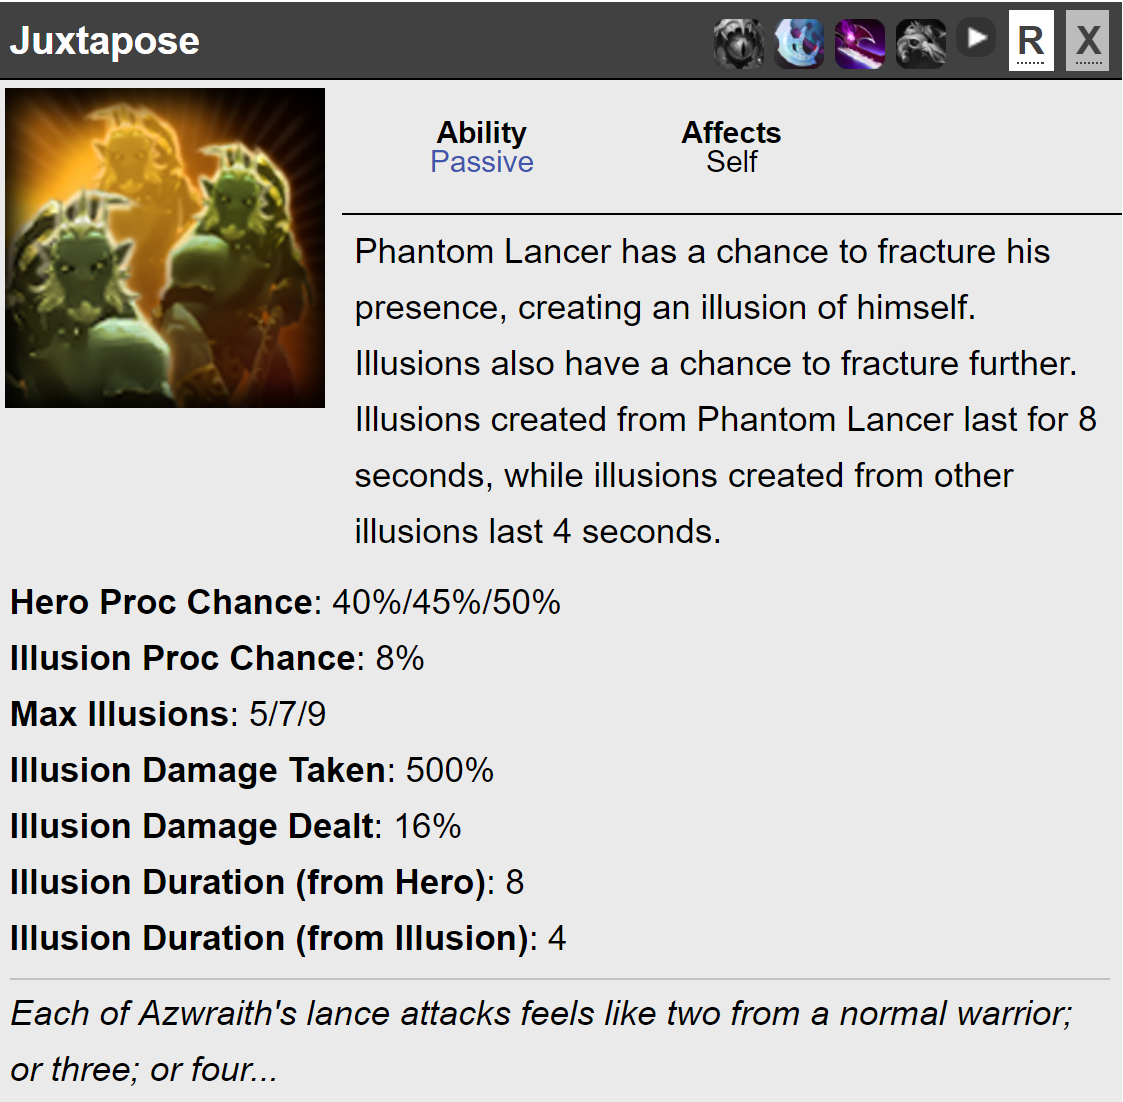 Juxtapose
R
X
Ability
Passive
Affects
Self
Phantom Lancer has a chance to fracture his
presence, creating an illusion of himself.
Illusions also have a chance to fracture further.
Illusions created from Phantom Lancer last for 8
seconds, while illusions created from other
illusions last 4 seconds.
Hero Proc Chance: 40%/45%/50%
Illusion Proc Chance: 8%
Max Illusions: 5/7/9
Illusion Damage Taken: 500%
Illusion Damage Dealt: 16%
Illusion Duration (from Hero): 8
Illusion Duration (from Illusion): 4
Each of Azwraith's lance attacks feels like two from a normal warrior;
or three; or four...